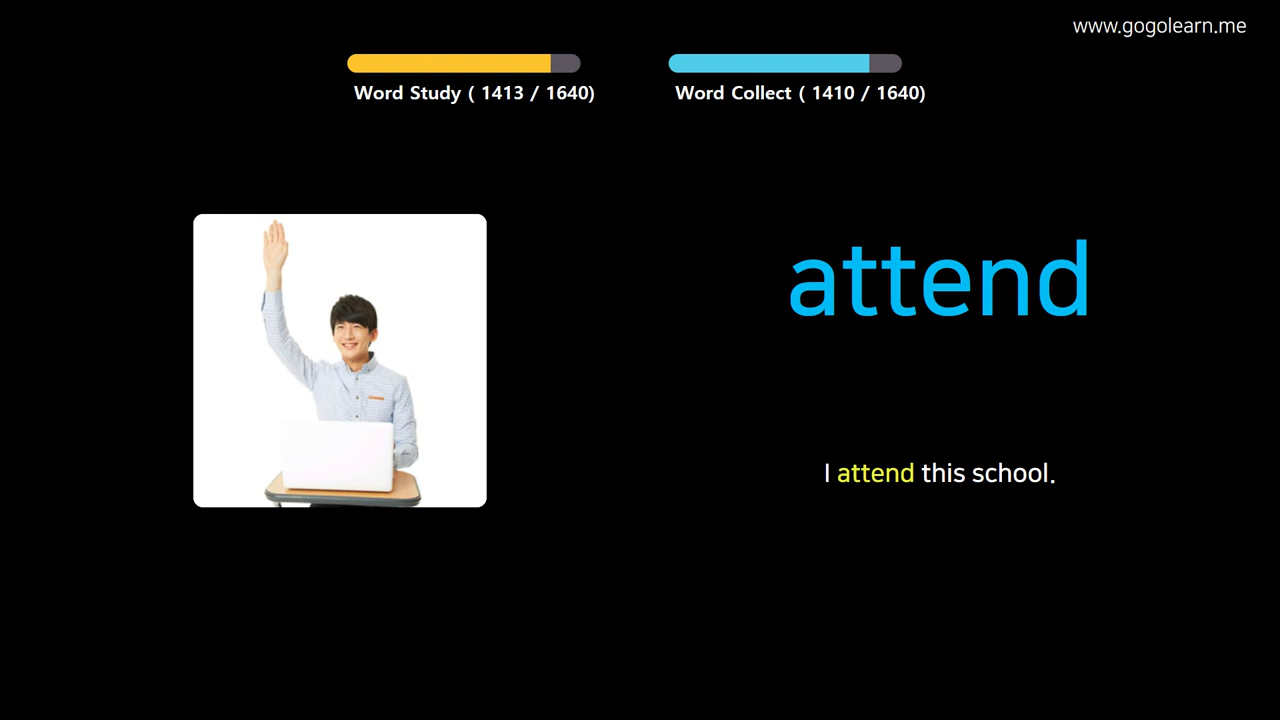 www.gogolearn.me
Word Study ( 1413 / 1640)
Word Collect ( 1410 / 1640)
attend
I attend this school.